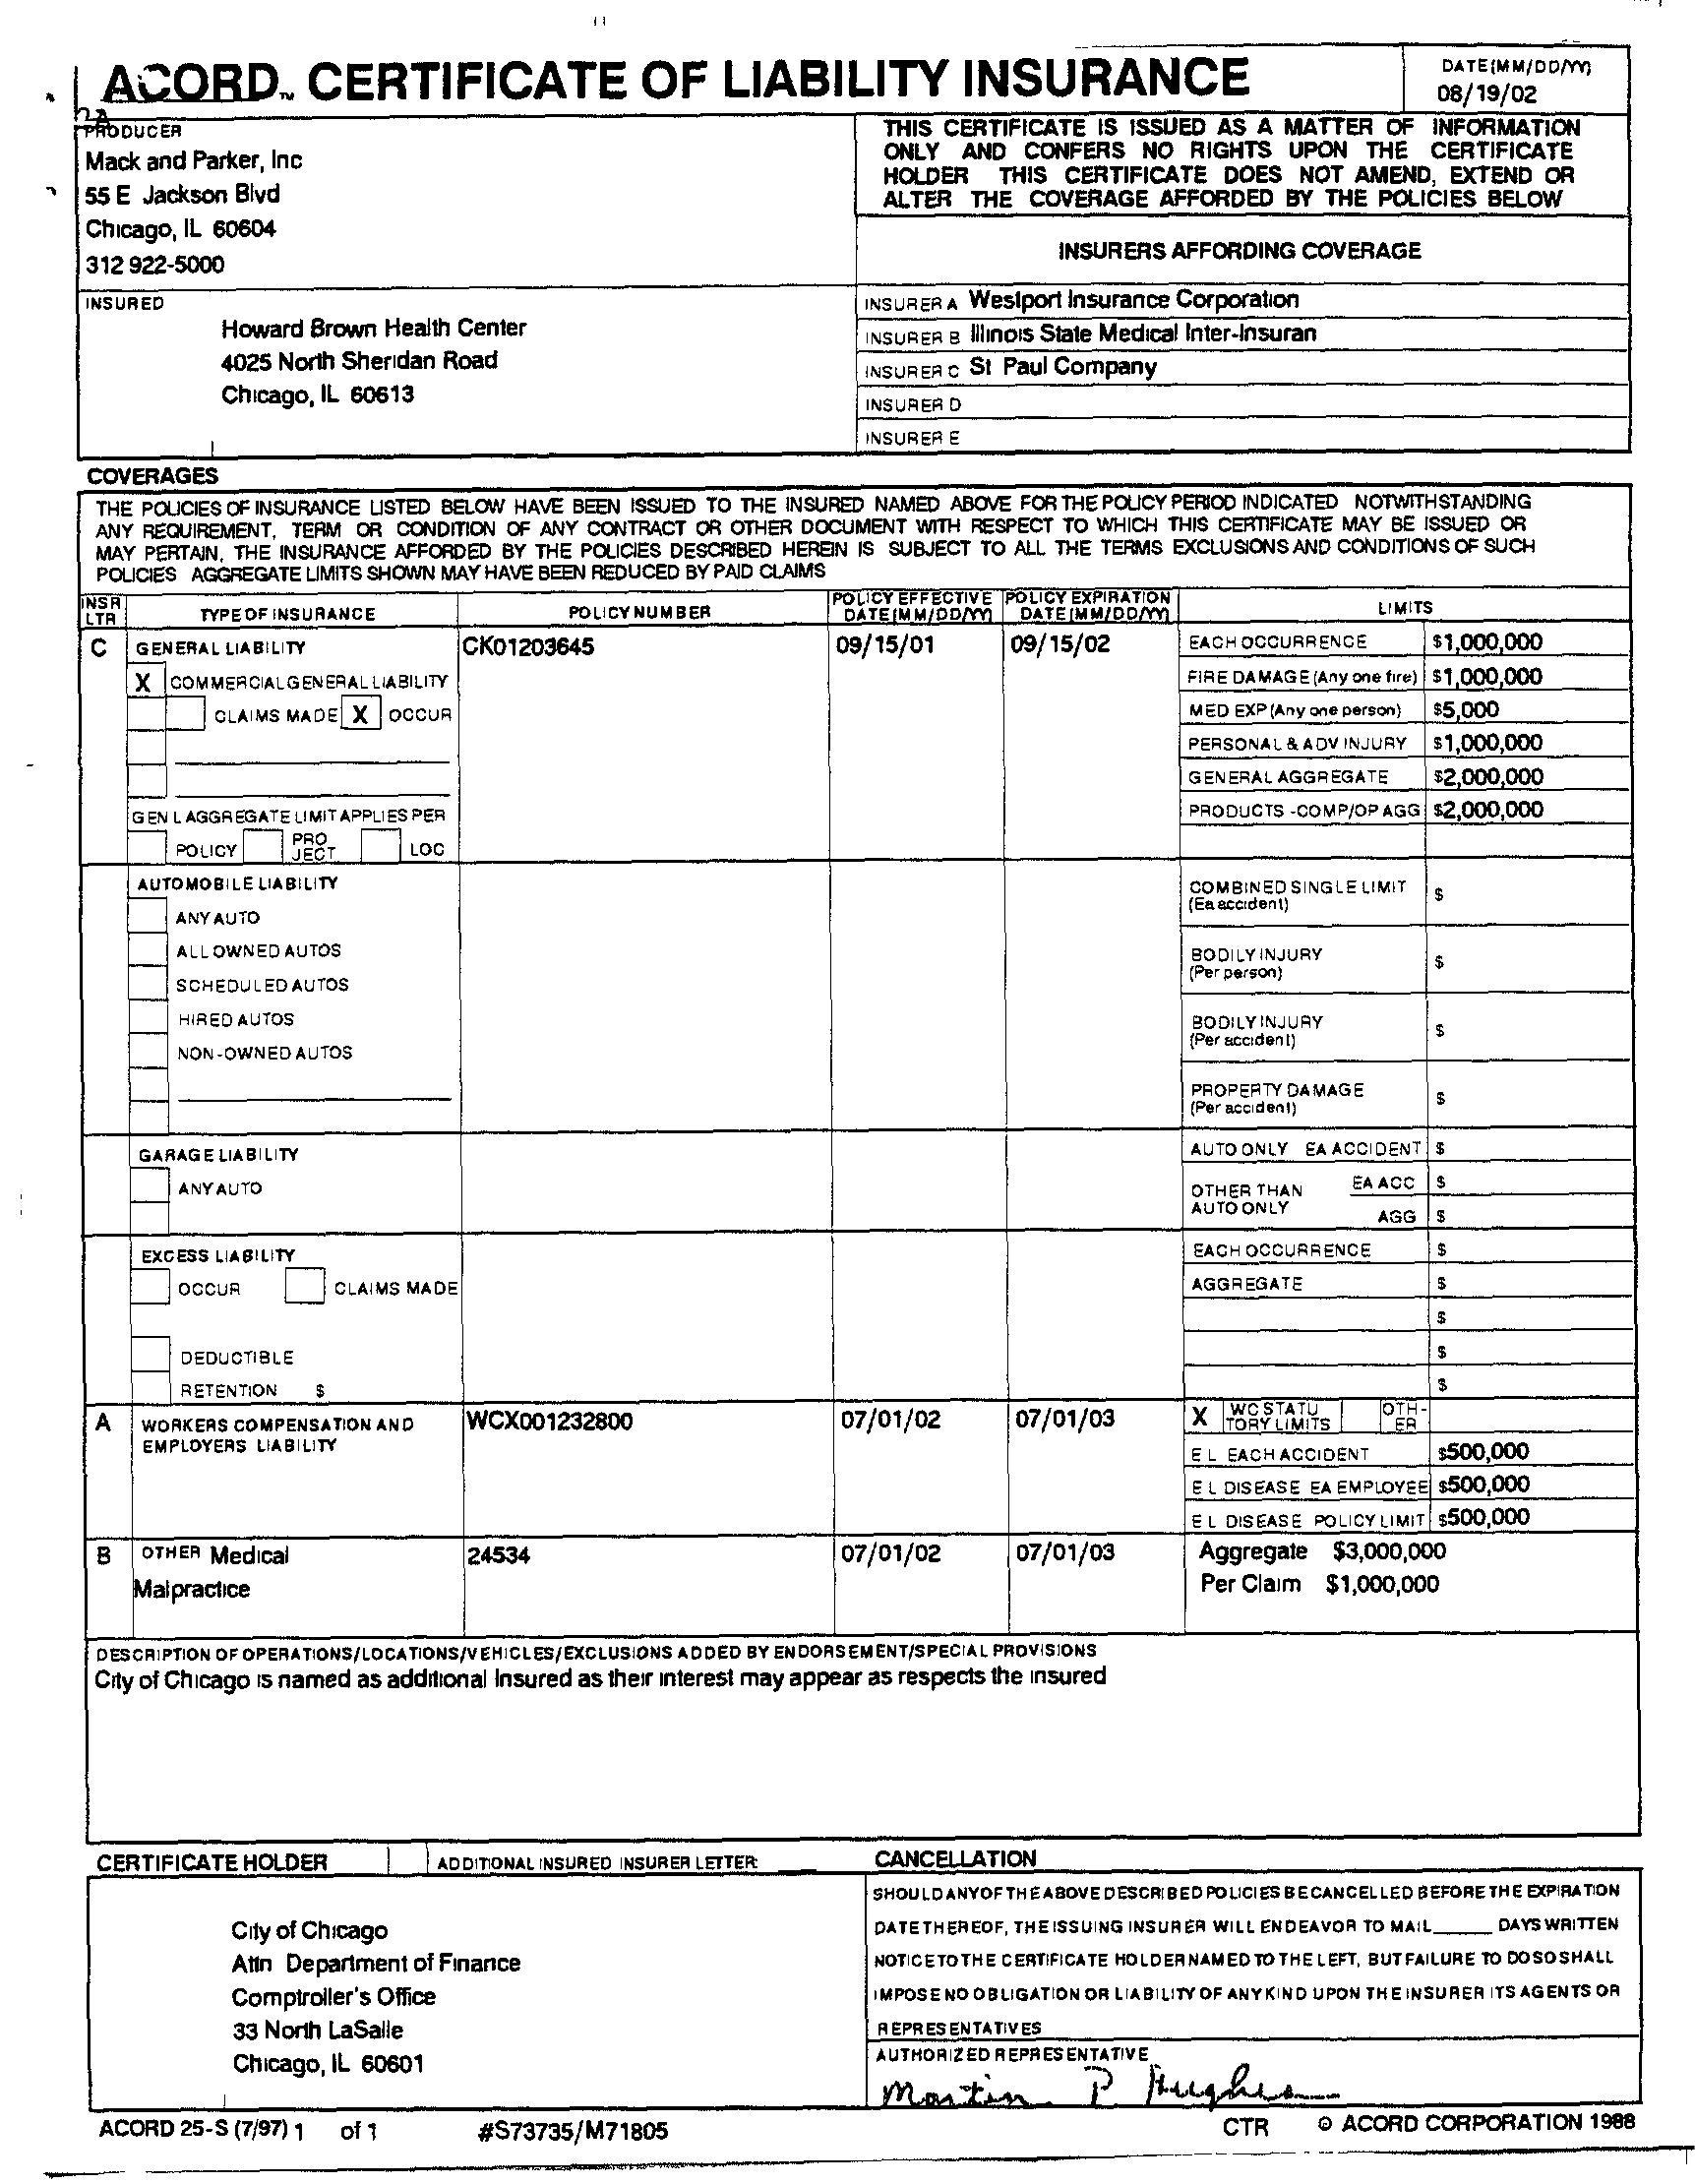 ACORD™ CERTIFICATE OF LIABILITY INSURANCE
DATE (MM/DD/YY)
08/19/02
PRODUCER
Mack and Parker, Inc
55 E Jackson Blvd
Chicago, IL 60604
312 922-5000
THIS CERTIFICATE IS ISSUED AS A MATTER OF INFORMATION
ONLY AND CONFERS NO RIGHTS UPON THE CERTIFICATE
HOLDER THIS CERTIFICATE DOES NOT AMEND, EXTEND OR
ALTER THE COVERAGE AFFORDED BY THE POLICIES BELOW
INSURERS AFFORDING COVERAGE
INSURED
Howard Brown Health Center
4025 North Sheridan Road
Chicago, IL 60613
INSURER A Westport Insurance Corporation
INSURER B Illinois State Medical Inter-Insuran
INSURER C St Paul Company
INSURER D
INSURER E
COVERAGES
THE POLICIES OF INSURANCE LISTED BELOW HAVE BEEN ISSUED TO THE INSURED NAMED ABOVE FOR THE POLICY PERIOD INDICATED NOTWITHSTANDING
ANY REQUIREMENT, TERM OR CONDITION OF ANY CONTRACT OR OTHER DOCUMENT WITH RESPECT TO WHICH THIS CERTIFICATE MAY BE ISSUED OR
MAY PERTAIN, THE INSURANCE AFFORDED BY THE POLICIES DESCRIBED HEREIN IS SUBJECT TO ALL THE TERMS EXCLUSIONS AND CONDITIONS OF SUCH
POLICIES AGGREGATE LIMITS SHOWN MAY HAVE BEEN REDUCED BY PAID CLAIMS
INSR LTR TYPE OF INSURANCE POLICY NUMBER POLICY EFFECTIVE DATE (MM/DD/YY) POLICY EXPIRATION DATE (MM/DD/YY) LIMITS
C GENERAL LIABILITY CK01203645 09/15/01 09/15/02 EACH OCCURRENCE $1,000,000
X COMMERCIAL GENERAL LIABILITY FIRE DAMAGE (Any one fire) $1,000,000
CLAIMS MADE X OCCUR MED EXP (Any one person) $5,000
PERSONAL & ADV INJURY $1,000,000
GENERAL AGGREGATE $2,000,000
GEN L AGGREGATE LIMIT APPLIES PER PRODUCTS -COMP/OP AGG $2,000,000
POLICY PRO JECT LOC
AUTOMOBILE LIABILITY COMBINED SINGLE LIMIT (Ea accident) $
ANY AUTO
ALL OWNED AUTOS BODILY INJURY (Per person) $
SCHEDULED AUTOS
HIRED AUTOS BODILY INJURY (Per accident) $
NON-OWNED AUTOS
PROPERTY DAMAGE (Per accident) $
GARAGE LIABILITY AUTO ONLY EA ACCIDENT $
ANY AUTO OTHER THAN AUTO ONLY EA ACC $
AGG $
EXCESS LIABILITY EACH OCCURRENCE $
OCCUR CLAIMS MADE AGGREGATE $
$
DEDUCTIBLE $
RETENTION $ $
A WORKERS COMPENSATION AND WCX001232800 07/01/02 07/01/03 X WC STATU TORY LIMITS OTH-ER
EMPLOYERS LIABILITY E L EACH ACCIDENT $500,000
E L DISEASE EA EMPLOYEE $500,000
E L DISEASE POLICY LIMIT $500,000
B OTHER Medical 24534 07/01/02 07/01/03 Aggregate $3,000,000
Malpractice Per Claim $1,000,000
DESCRIPTION OF OPERATIONS/LOCATIONS/VEHICLES/EXCLUSIONS ADDED BY ENDORSEMENT/SPECIAL PROVISIONS
City of Chicago is named as additional Insured as their interest may appear as respects the insured
CERTIFICATE HOLDER ADDITIONAL INSURED INSURER LETTER:
City of Chicago
Attn Department of Finance
Comptroller's Office
33 North LaSalle
Chicago, IL 60601
CANCELLATION
SHOULD ANY OF THE ABOVE DESCRIBED POLICIES BE CANCELLED BEFORE THE EXPIRATION
DATE THEREOF, THE ISSUING INSURER WILL ENDEAVOR TO MAIL DAYS WRITTEN
NOTICE TO THE CERTIFICATE HOLDER NAMED TO THE LEFT, BUT FAILURE TO DO SO SHALL
IMPOSE NO OBLIGATION OR LIABILITY OF ANY KIND UPON THE INSURER ITS AGENTS OR
REPRESENTATIVES
AUTHORIZED REPRESENTATIVE
Martin P. Hughes
ACORD 25-S (7/97) 1 of 1 #S73735/M71805 CTR © ACORD CORPORATION 1988